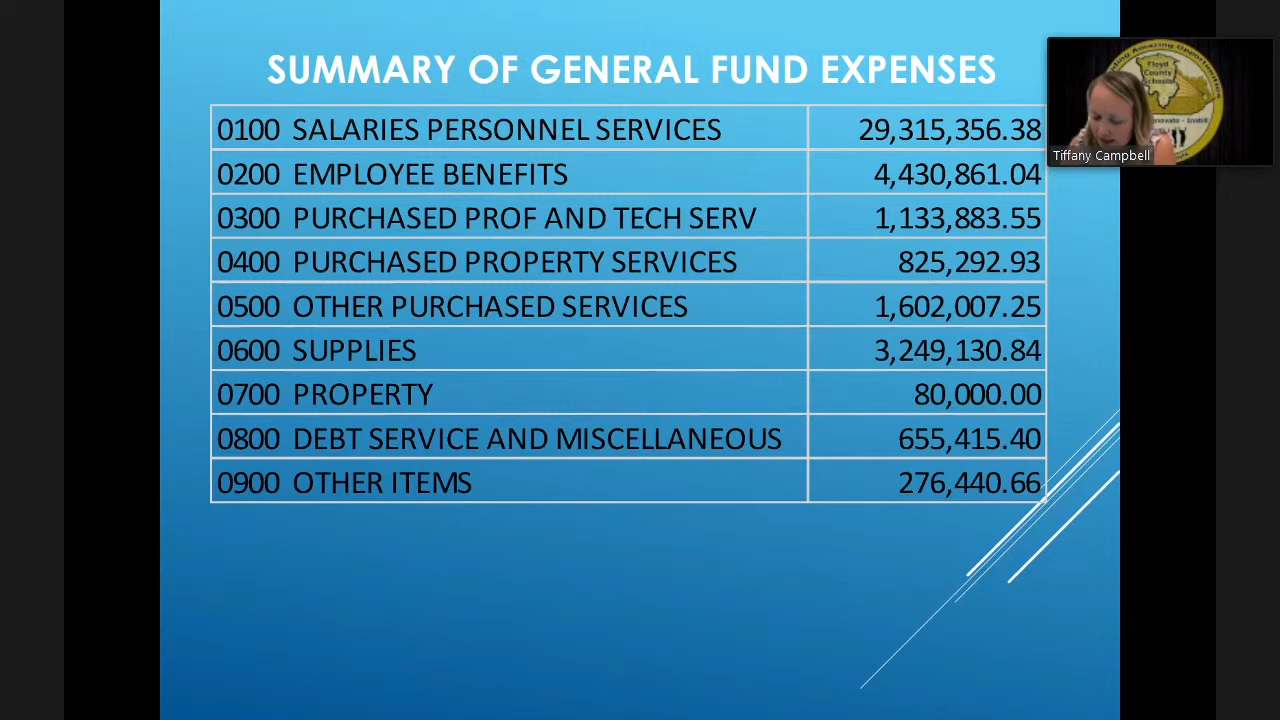 SUMMARY OF GENERAL FUND EXPENSES
0100 SALARIES PERSONNEL SERVICES 29,315,356.38
0200 EMPLOYEE BENEFITS 4,430,861.04
0300 PURCHASED PROF AND TECH SERV 1,133,883.55
0400 PURCHASED PROPERTY SERVICES 825,292.93
0500 OTHER PURCHASED SERVICES 1,602,007.25
0600 SUPPLIES 3,249,130.84
0700 PROPERTY 80,000.00
0800 DEBT SERVICE AND MISCELLANEOUS 655,415.40
0900 OTHER ITEMS 276,440.66
Amazing Opportunities
Floyd
County
Schools
Tiffany Campbell